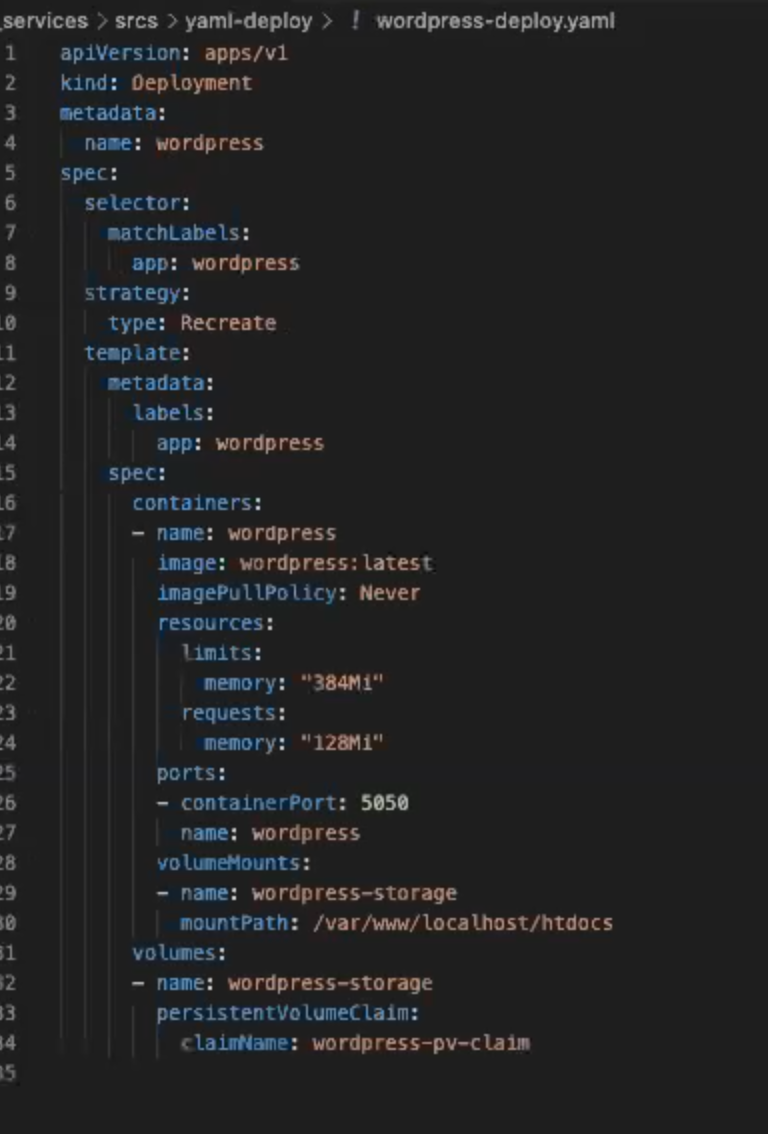 _services > srcs > yaml-deploy > ! wordpress-deploy.yaml
1 apiVersion: apps/v1
2 kind: Deployment
3 metadata:
4   name: wordpress
5 spec:
6   selector:
7     matchLabels:
8       app: wordpress
9   strategy:
10     type: Recreate
11   template:
12     metadata:
13       labels:
14         app: wordpress
15     spec:
16       containers:
17       - name: wordpress
18         image: wordpress:latest
19         imagePullPolicy: Never
20         resources:
21           limits:
22             memory: "384Mi"
23           requests:
24             memory: "128Mi"
25         ports:
26         - containerPort: 5050
27           name: wordpress
28         volumeMounts:
29         - name: wordpress-storage
30           mountPath: /var/www/localhost/htdocs
31       volumes:
32       - name: wordpress-storage
33         persistentVolumeClaim:
34           claimName: wordpress-pv-claim
35